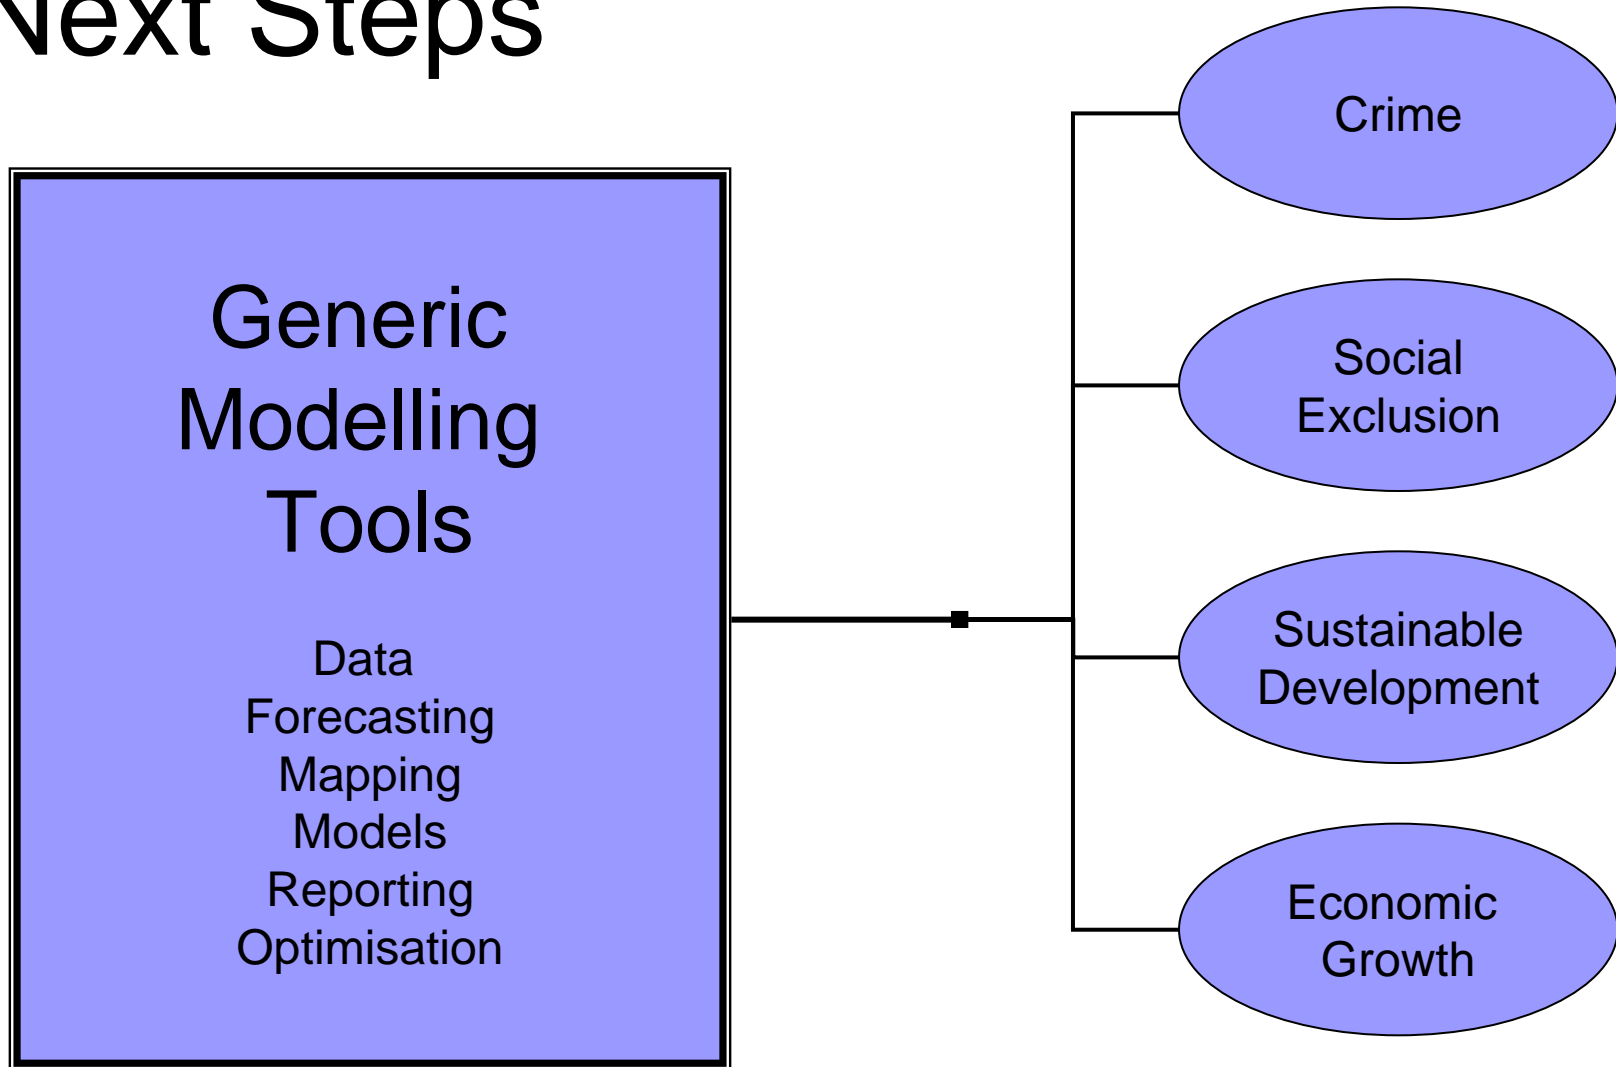 Next Steps
Generic
Modelling
Tools
Data
Forecasting
Mapping
Models
Reporting
Optimisation
Crime
Social
Exclusion
Sustainable
Development
Economic
Growth